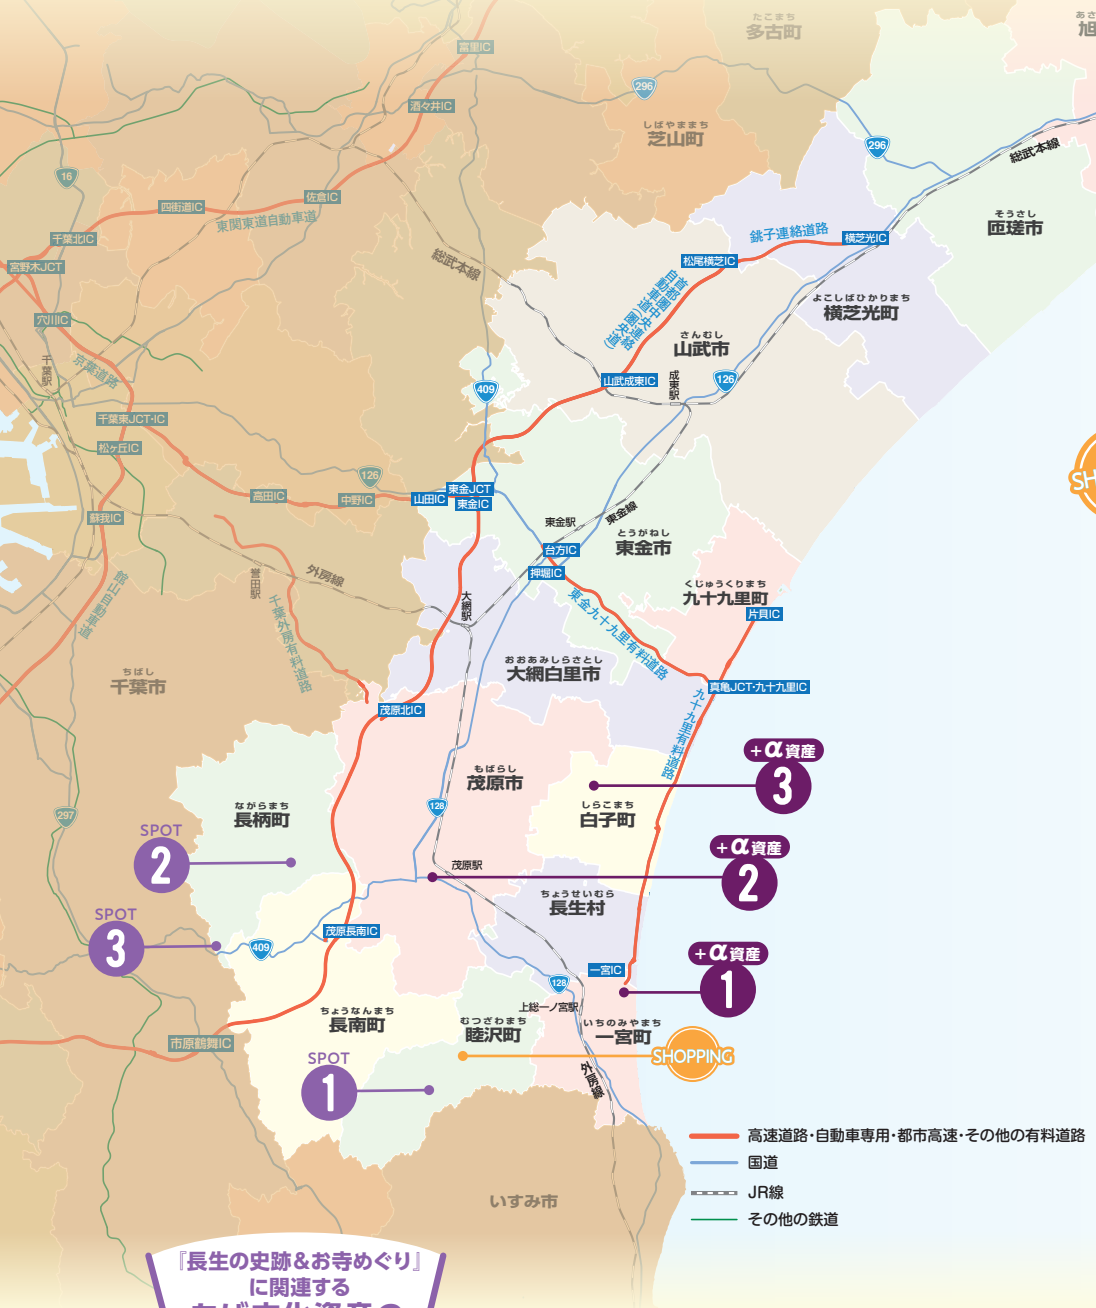 たこまち
多古町
あさ
旭
富里IC
酒々井IC
296
しばやままち
芝山町
296
総武本線
16
四街道IC
佐倉IC
東関東道自動車道
千葉北IC
宮野木JCT
そうさし
匝瑳市
銚子連絡道路
横芝光IC
松尾横芝IC
総武本線
首都圏中央連絡
自動車道(圏央道)
よこしばひかりまち
横芝光町
穴川IC
千葉駅
京葉道路
さんむし
山武市
山武成東IC
成東駅
126
409
千葉東JCT・IC
松ヶ丘IC
126
高田IC
中野IC
山田IC
東金JCT
東金IC
蘇我IC
東金駅
東金線
とうがねし
東金市
台方IC
押堀IC
外房線
誉田駅
館山自動車道
千葉外房有料道路
大網駅
くじゅうくりまち
九十九里町
片貝IC
東金九十九里有料道路
おおあみしらさとし
大網白里市
ちばし
千葉市
真亀JCT・九十九里IC
茂原北IC
九十九里有料道路
もばらし
茂原市
+α資産
3
ながらまち
長柄町
128
しらこまち
白子町
297
SPOT
2
茂原駅
+α資産
2
ちょうせいむら
長生村
SPOT
3
茂原長南IC
409
+α資産
1
一宮IC
128
上総一ノ宮駅
ちょうなんまち
長南町
むつざわまち
睦沢町
いちのみやまち
一宮町
市原鶴舞IC
SPOT
1
SHOPPING
外房線
高速道路・自動車専用・都市高速・その他の有料道路
国道
JR線
その他の鉄道
いすみ市
『長生の史跡&お寺めぐり』
に関連する